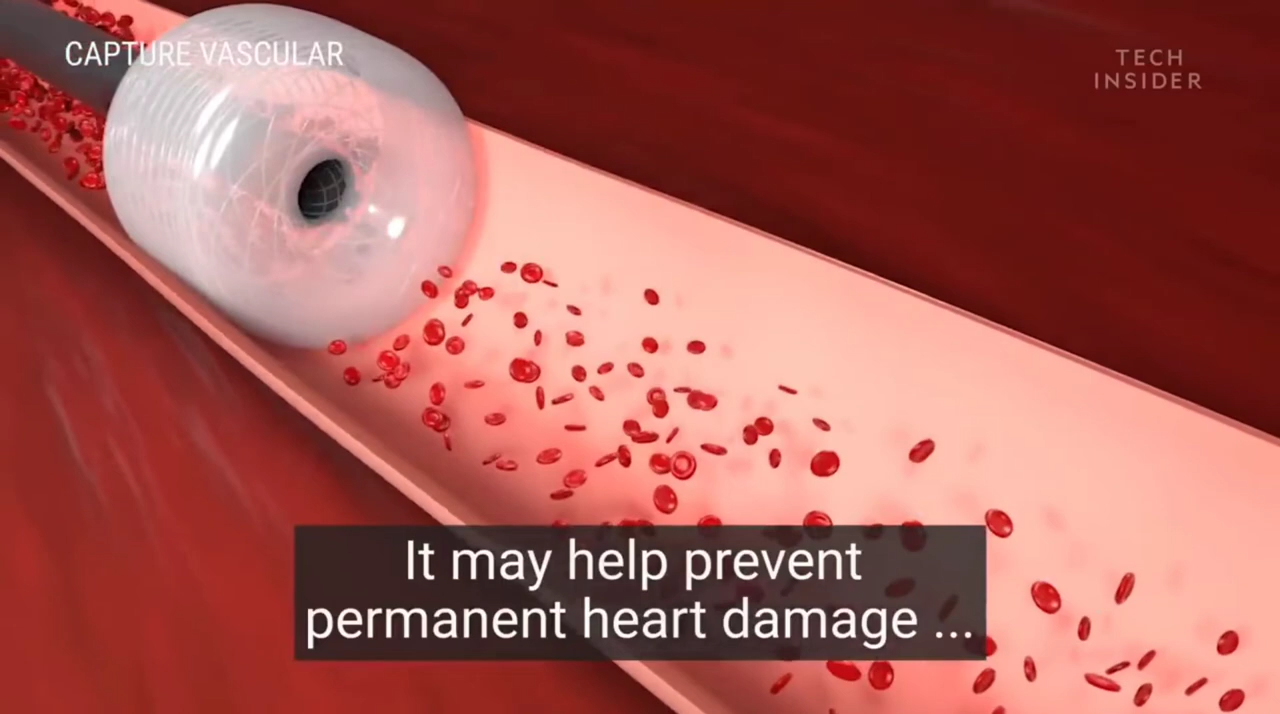 CAPTURE VASCULAR
TECH
INSIDER
It may help prevent
permanent heart damage ...